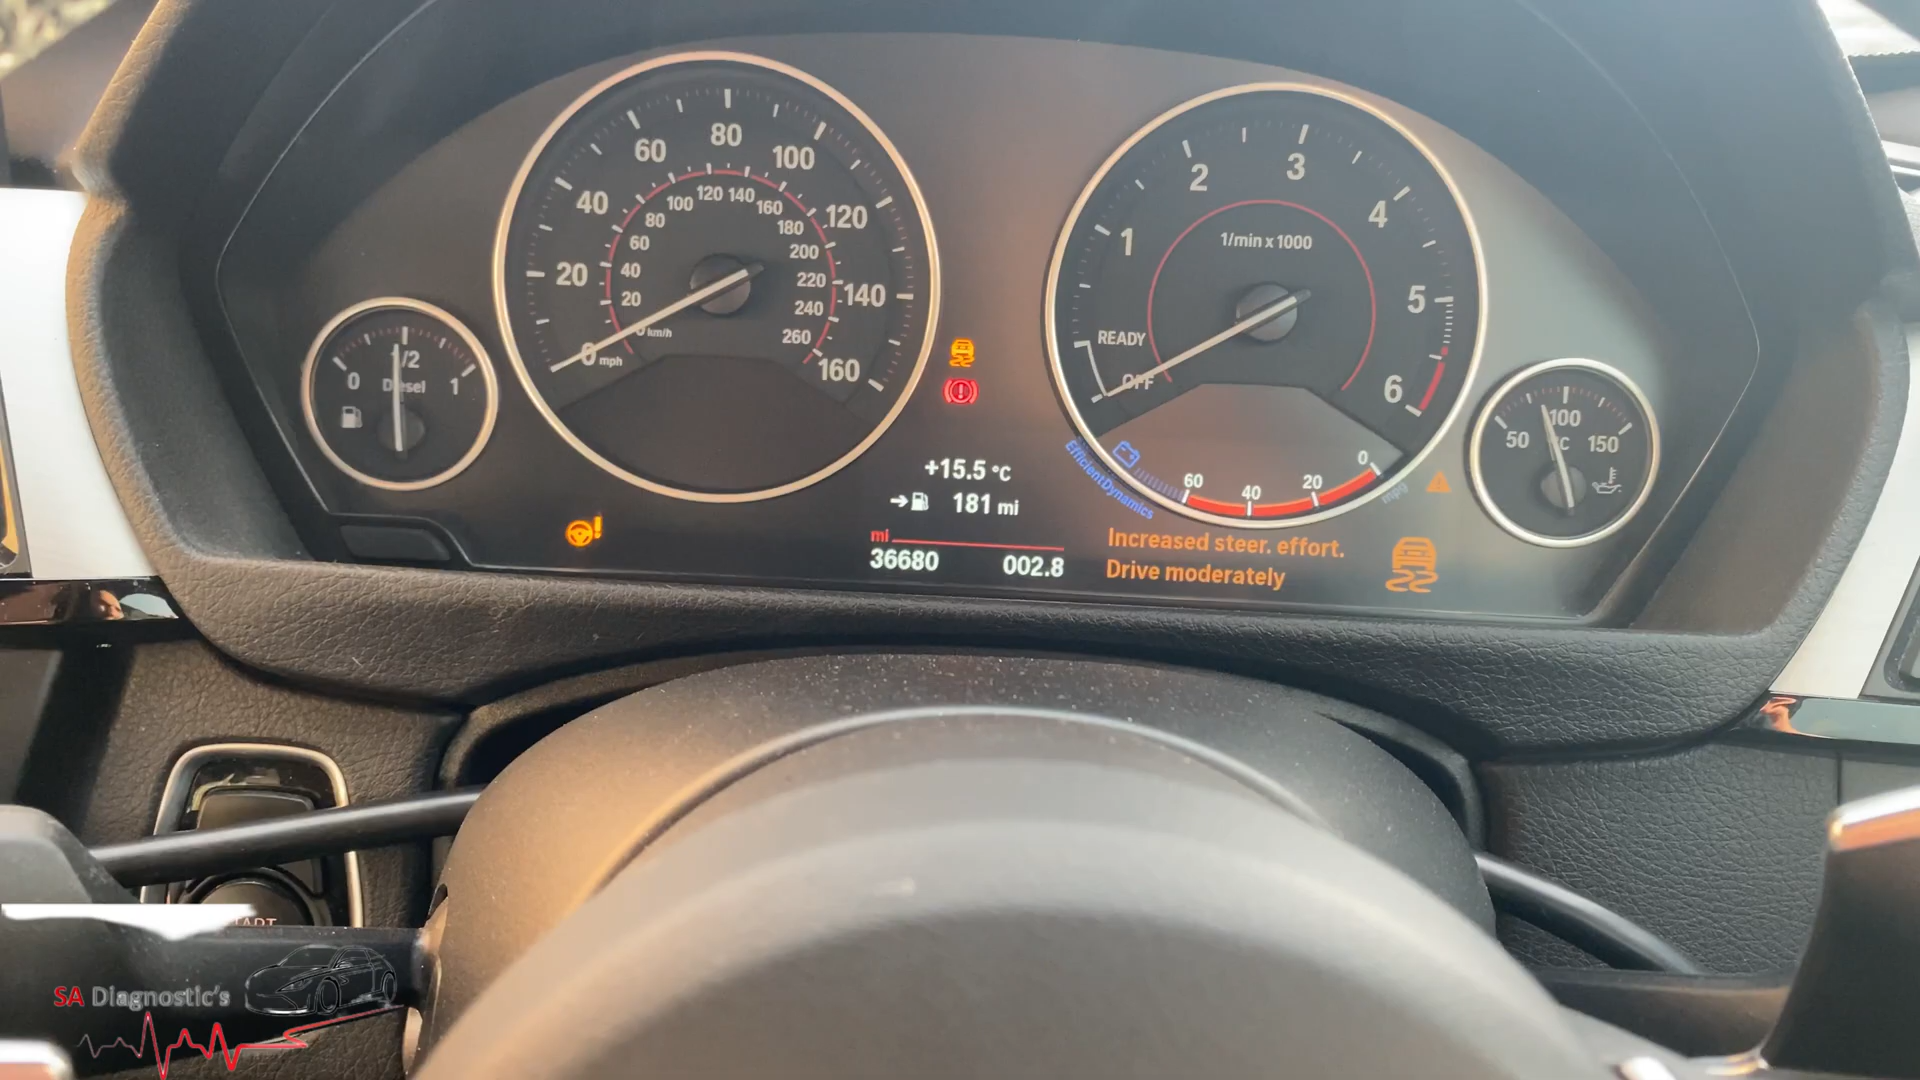 20
40
60
80
100
120
140
160
0 mph
20
40
60
80
100
120
140
160
180
200
220
240
260
km/h
0
1/2
1
Diesel
1
2
3
4
5
6
1/min x 1000
READY
OFF
50
100
150
°C
+15.5 °C
181 mi
mi
36680 002.8
EfficientDynamics
60
40
20
0
mpg
Increased steer. effort.
Drive moderately
SA Diagnostic's